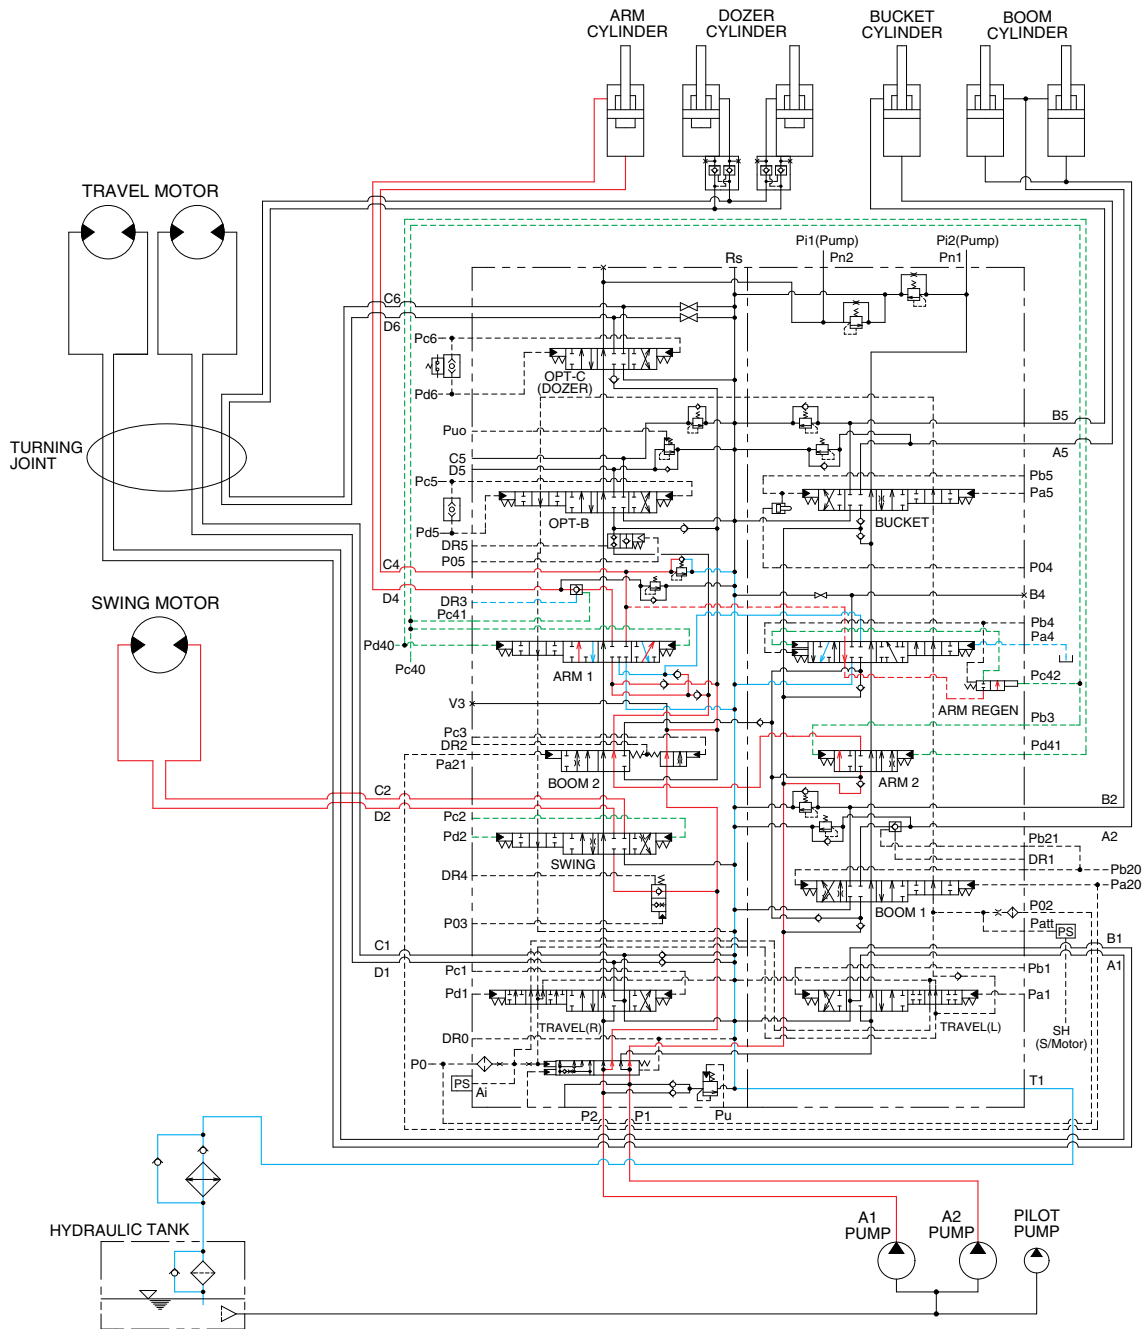 ARM
CYLINDER
DOZER
CYLINDER
BUCKET
CYLINDER
BOOM
CYLINDER
TRAVEL MOTOR
Pi1(Pump)
Pn2
Pi2(Pump)
Pn1
Rs
C6
D6
Pc6
OPT-C
(DOZER)
Pd6
TURNING
JOINT
Puo
C5
D5
Pc5
OPT-B
Pd5
DR5
P05
B5
A5
Pb5
Pa5
BUCKET
P04
C4
D4
DR3
Pc41
Pd40
Pc40
ARM 1
B4
Pb4
Pa4
Pc42
ARM REGEN
SWING MOTOR
V3
Pc3
DR2
Pa21
BOOM 2
Pb3
Pd41
ARM 2
C2
D2
Pc2
Pd2
SWING
DR4
P03
B2
A2
Pb21
DR1
Pb20
Pa20
BOOM 1
P02
Patt
PS
C1
D1
Pc1
Pd1
TRAVEL(R)
B1
A1
Pb1
Pa1
TRAVEL(L)
SH
(S/Motor)
DR0
P0
PS
Ai
P2
P1
Pu
T1
HYDRAULIC TANK
A1
PUMP
A2
PUMP
PILOT
PUMP